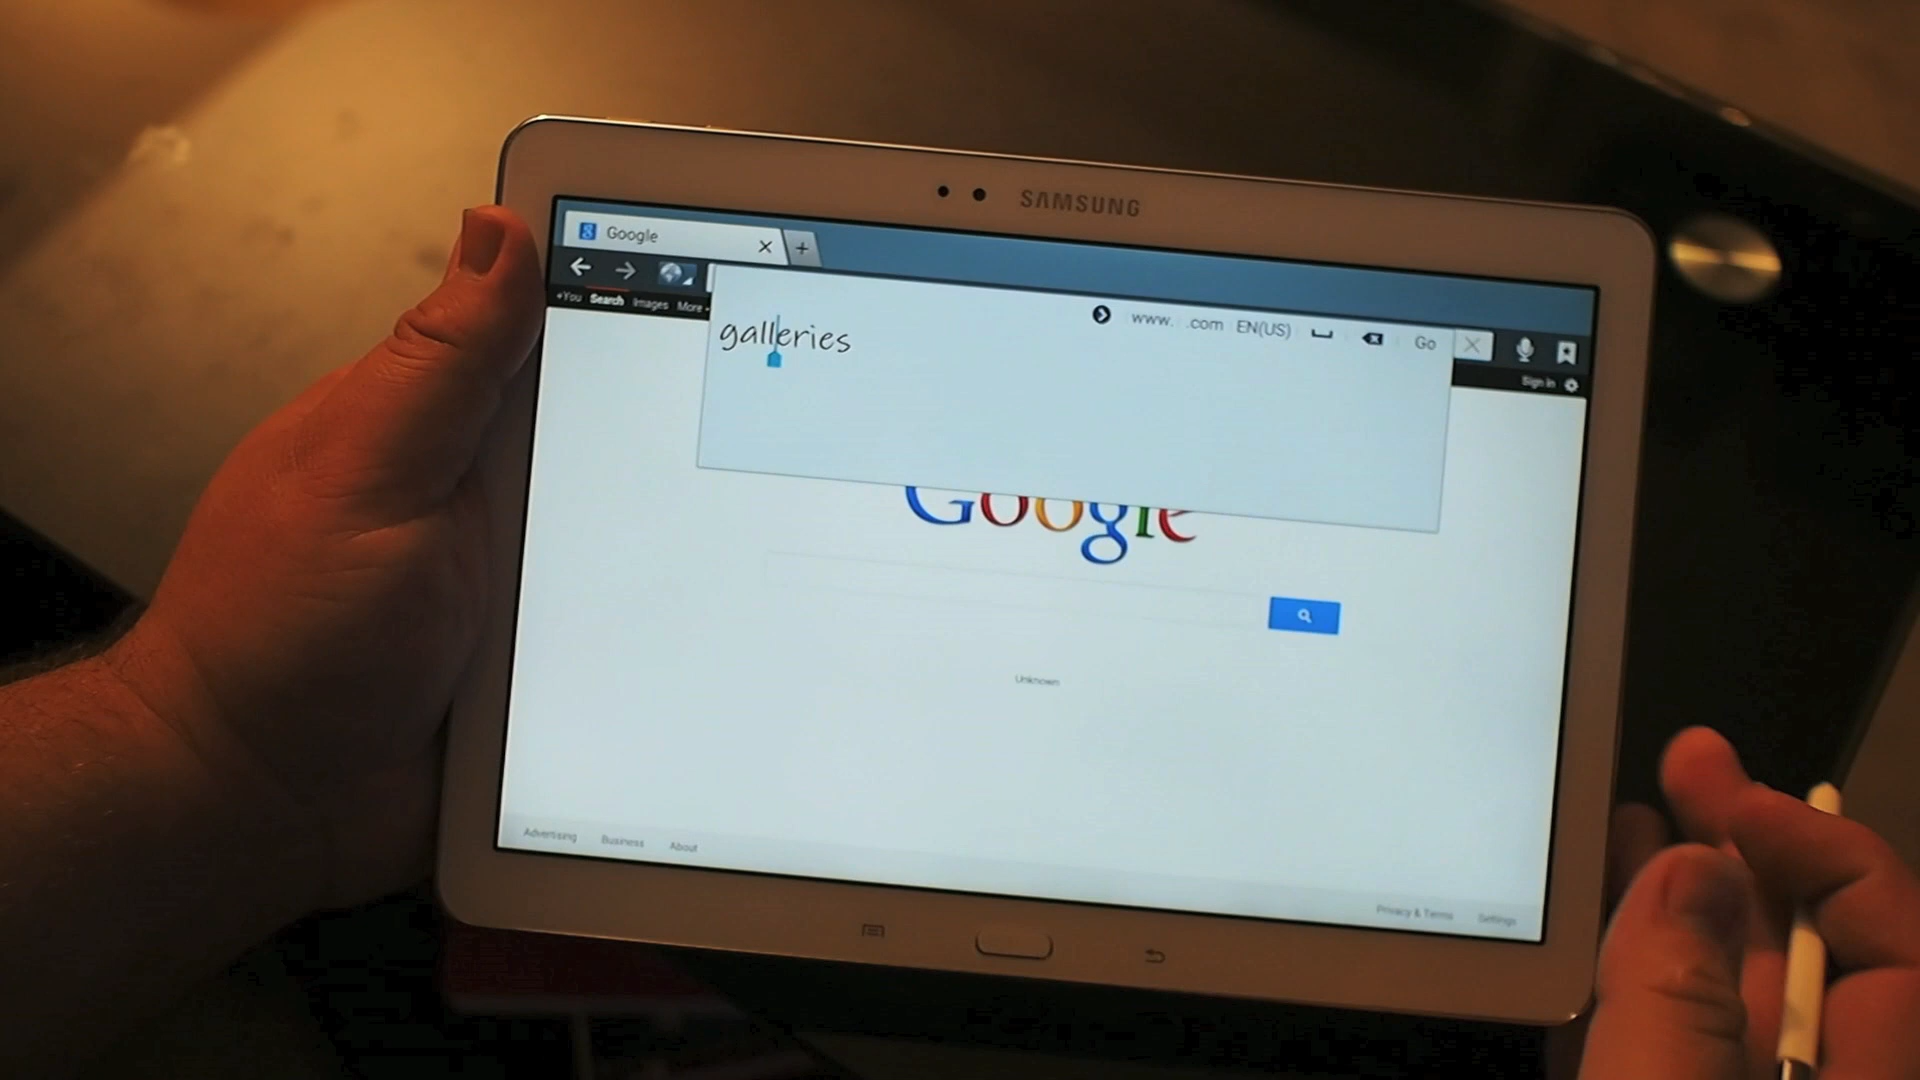 SAMSUNG
Google
+You Search Images More
www. .com EN(US) Go
galleries
Sign in
Google
Unknown
Advertising Business About
Privacy & Terms Settings